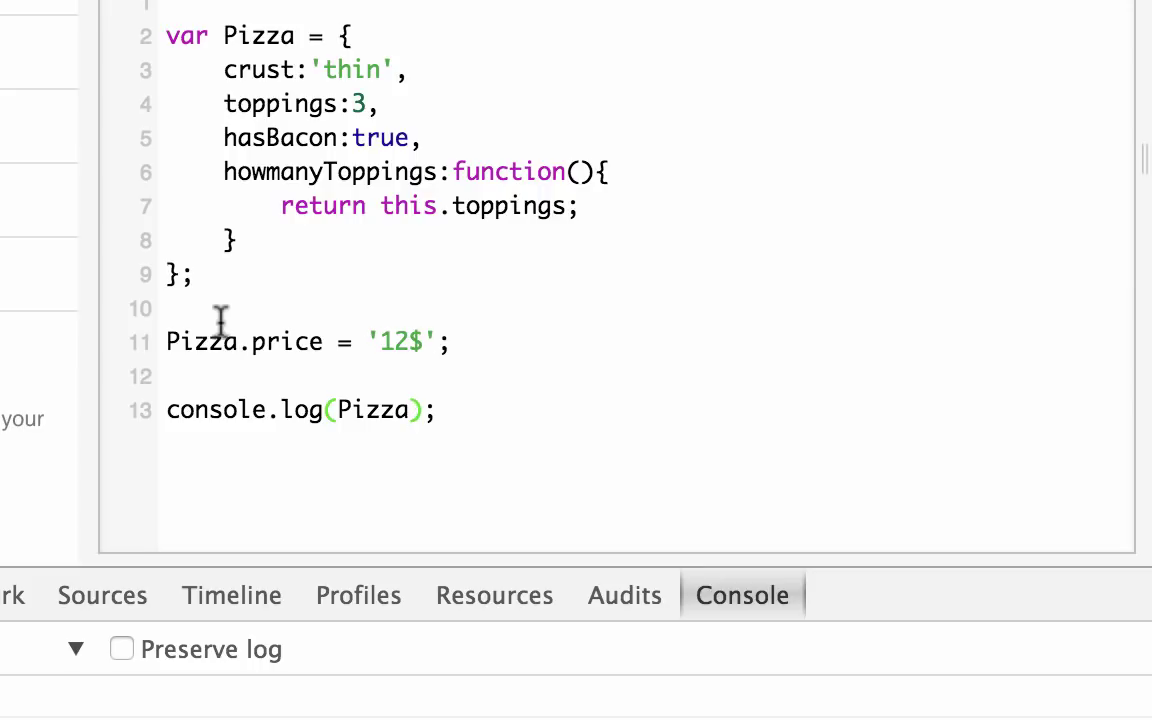 1
2 var Pizza = {
3 crust:'thin',
4 toppings:3,
5 hasBacon:true,
6 howmanyToppings:function(){
7 return this.toppings;
8 }
9 };
10
11 Pizza.price = '12$';
12
13 console.log(Pizza);
your
rk Sources Timeline Profiles Resources Audits Console
▼ Preserve log